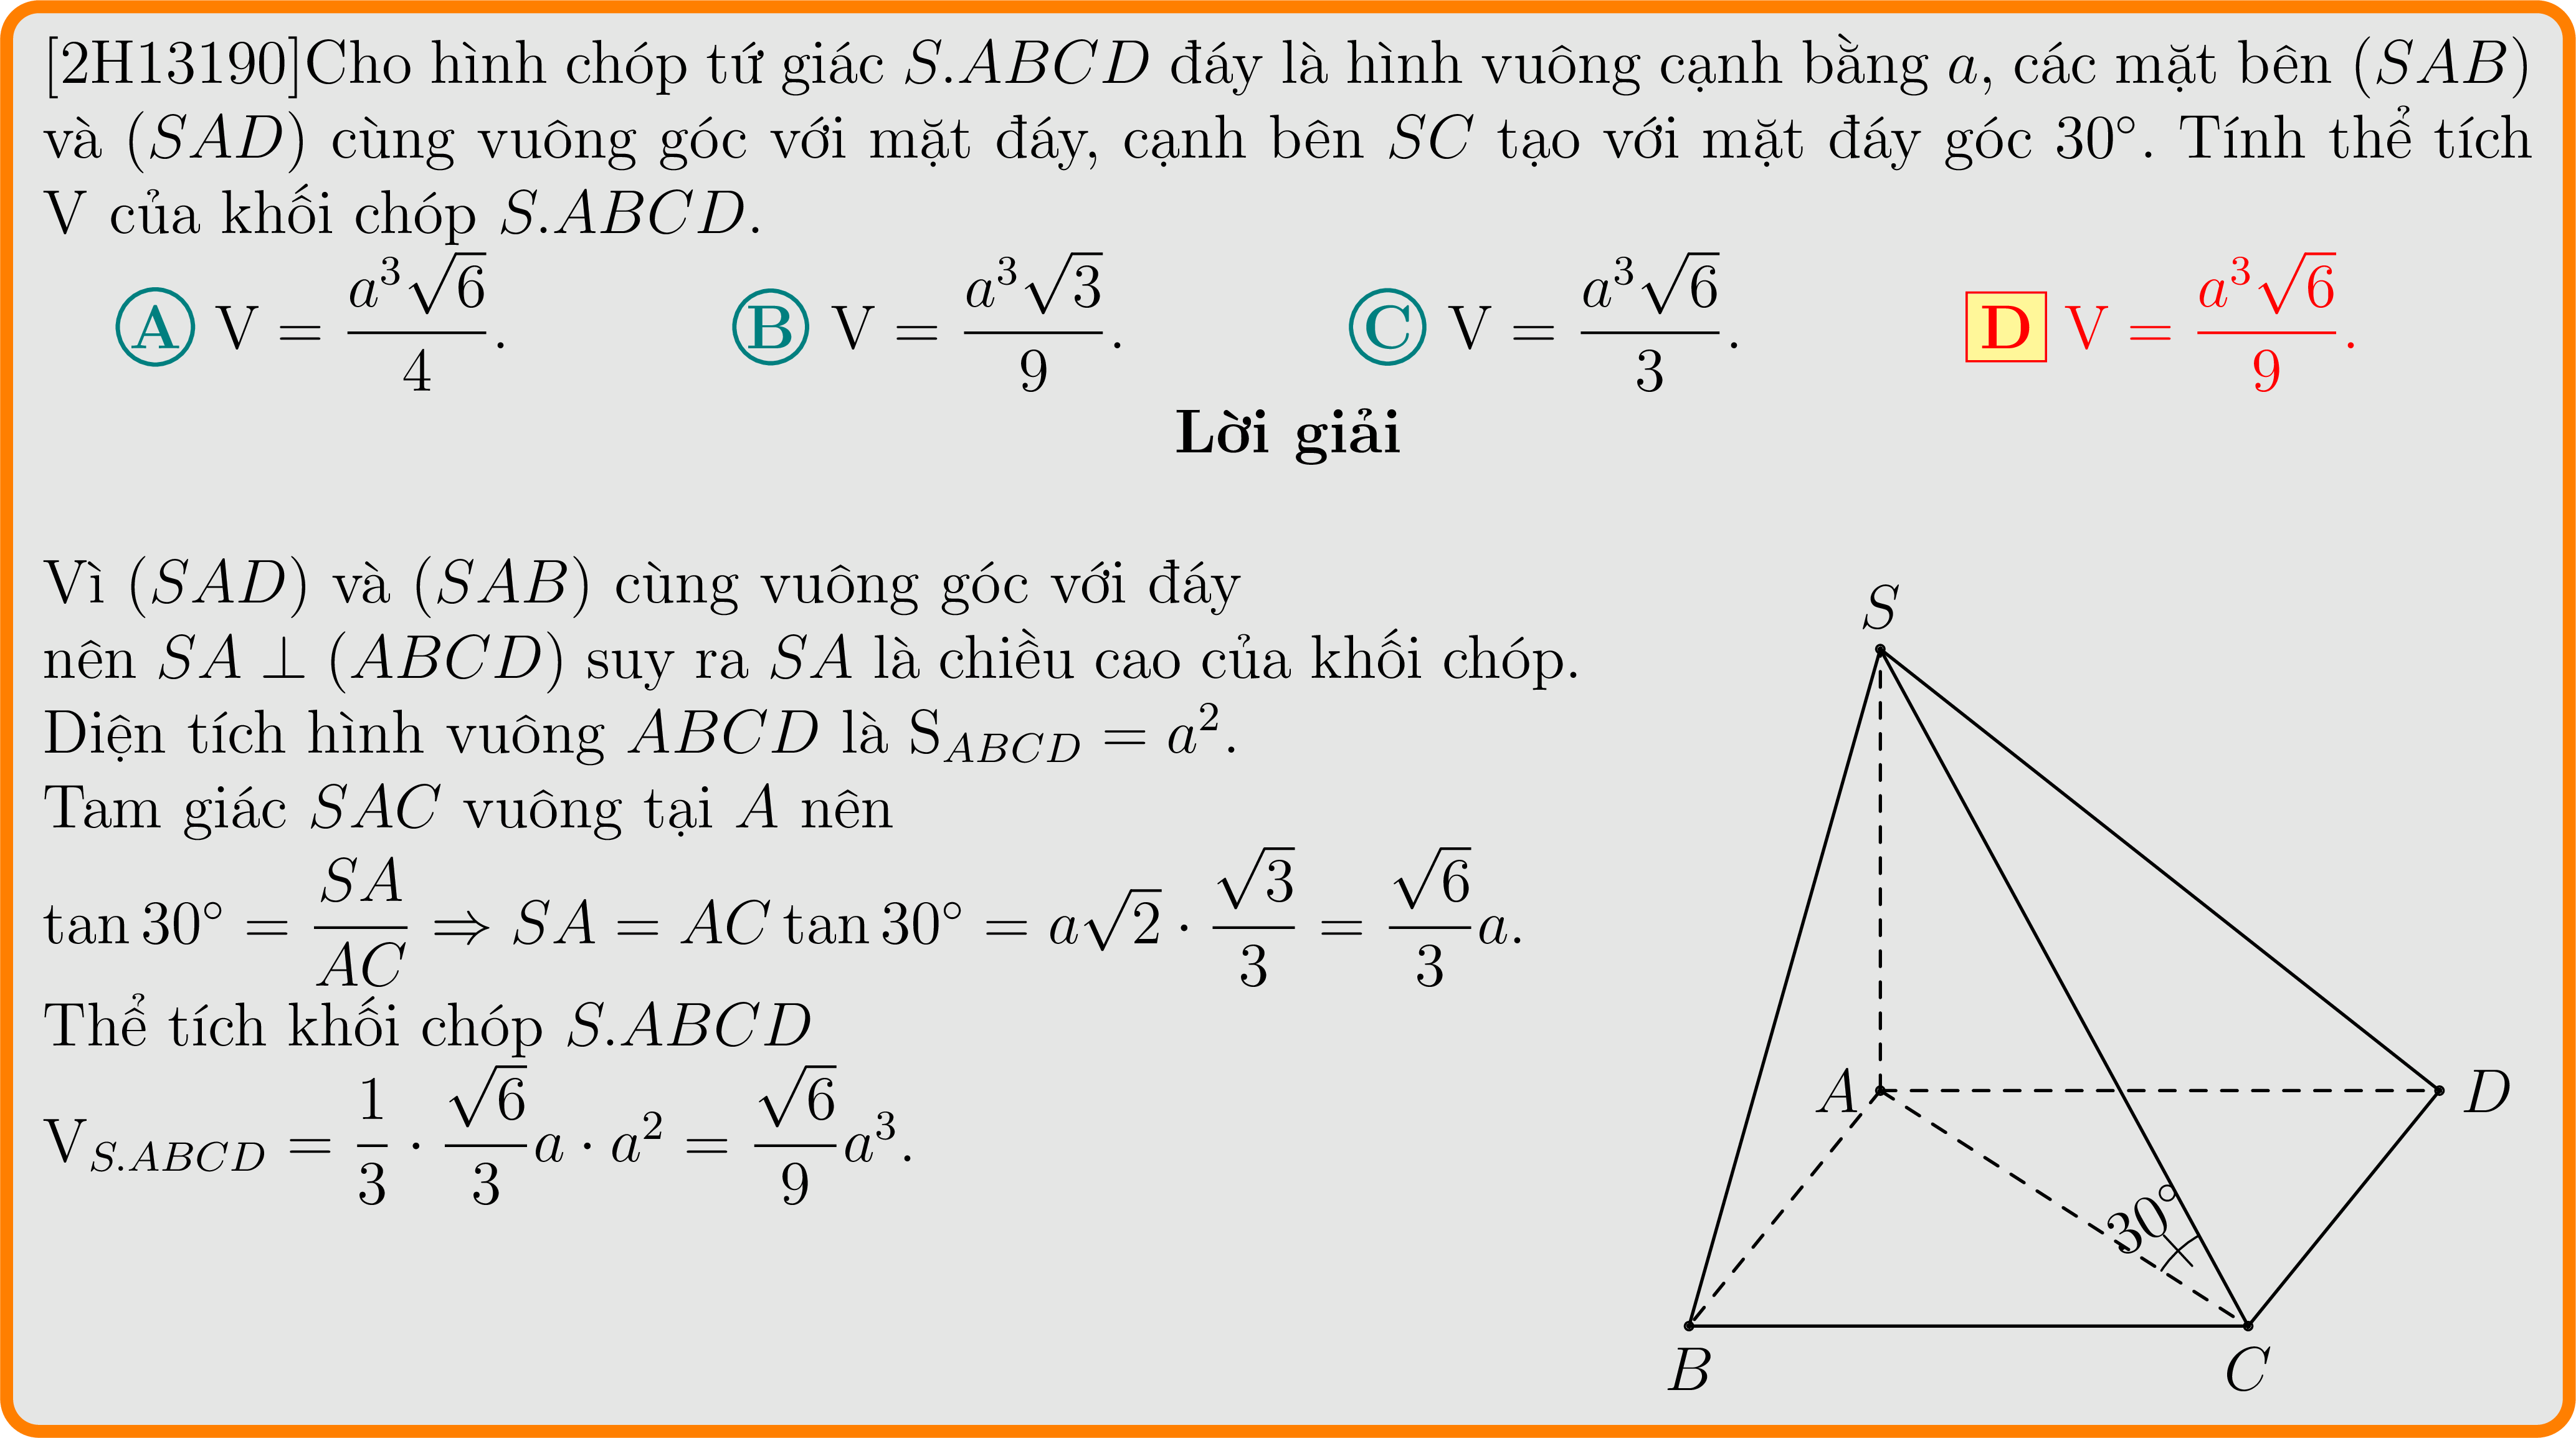 [2H13190]Cho hình chóp tứ giác S.ABCD đáy là hình vuông cạnh bằng a, các mặt bên (SAB)
và (SAD) cùng vuông góc với mặt đáy, cạnh bên SC tạo với mặt đáy góc 30°. Tính thể tích
V của khối chóp S.ABCD.
A V = \frac{a^3\sqrt{6}}{4}. B V = \frac{a^3\sqrt{3}}{9}. C V = \frac{a^3\sqrt{6}}{3}. D V = \frac{a^3\sqrt{6}}{9}.
Lời giải
Vì (SAD) và (SAB) cùng vuông góc với đáy
nên SA ⊥ (ABCD) suy ra SA là chiều cao của khối chóp.
Diện tích hình vuông ABCD là S_{ABCD} = a^2.
Tam giác SAC vuông tại A nên
tan 30° = \frac{SA}{AC} ⇒ SA = AC tan 30° = a\sqrt{2} · \frac{\sqrt{3}}{3} = \frac{\sqrt{6}}{3}a.
Thể tích khối chóp S.ABCD
V_{S.ABCD} = \frac{1}{3} · \frac{\sqrt{6}}{3}a · a^2 = \frac{\sqrt{6}}{9}a^3.
S
A
D
30°
B
C